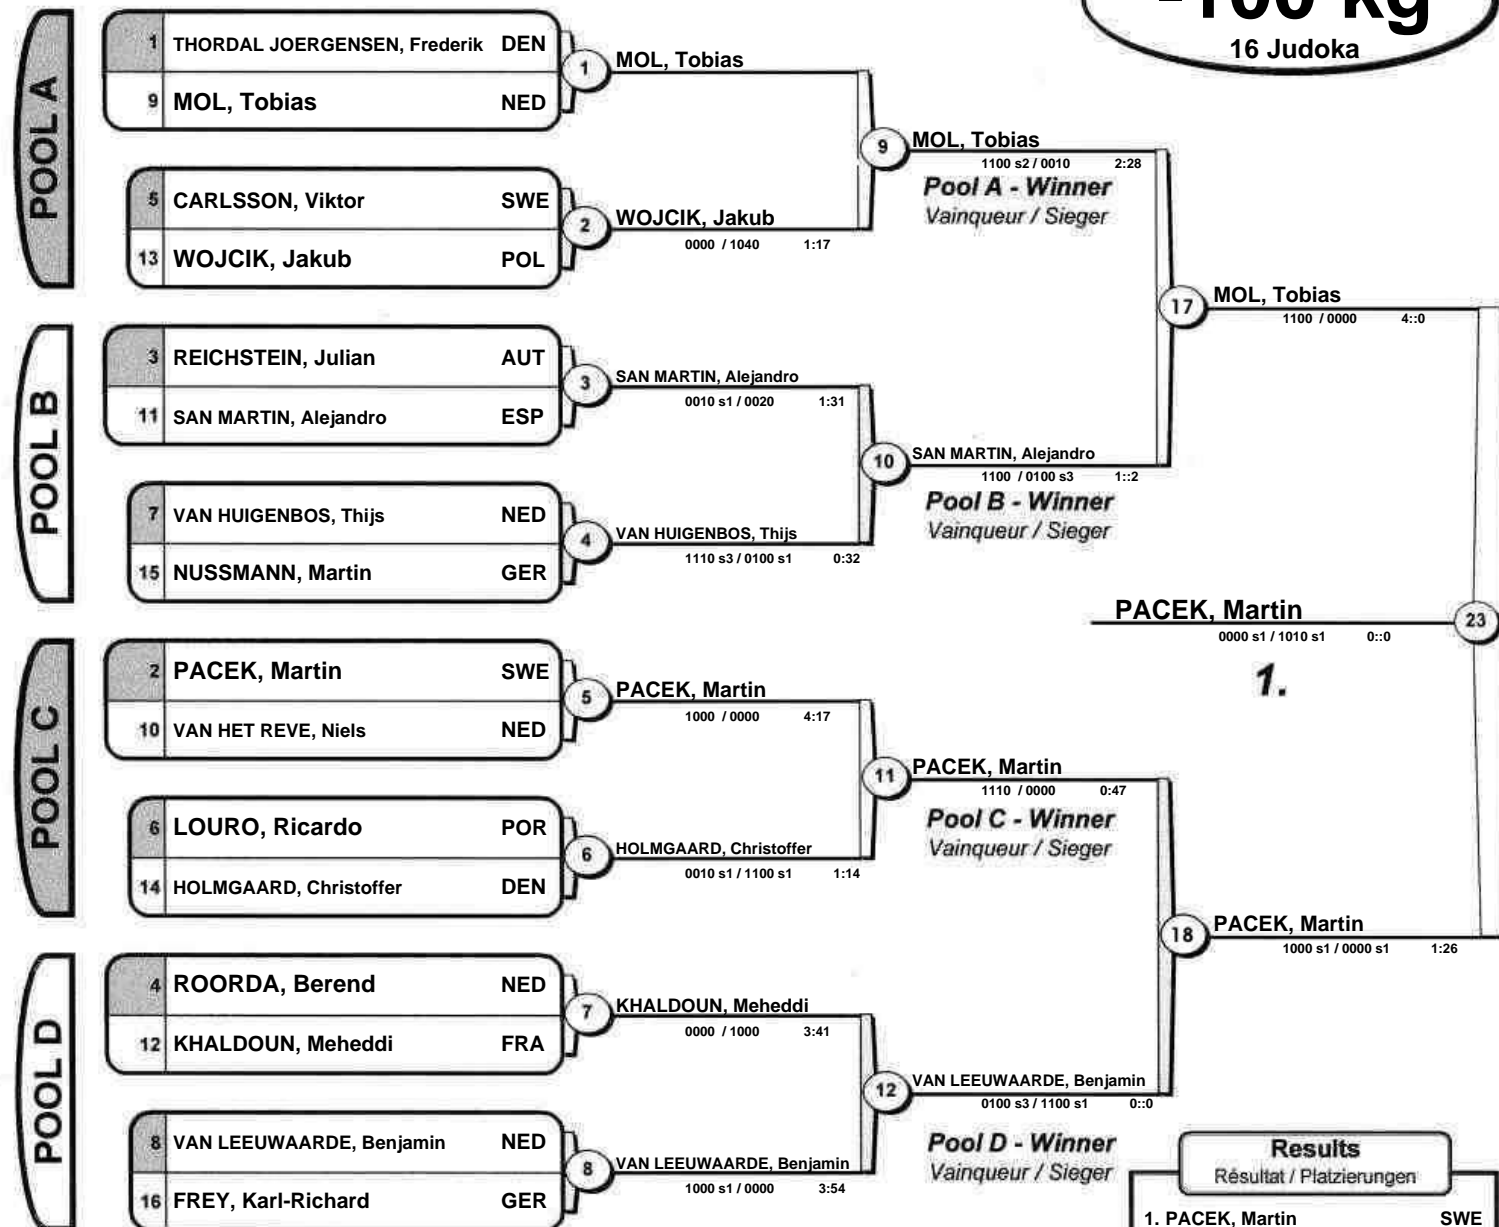 -100 kg
16 Judoka
POOL A
1 THORDAL JOERGENSEN, Frederik DEN
9 MOL, Tobias NED
1 MOL, Tobias
5 CARLSSON, Viktor SWE
13 WOJCIK, Jakub POL
2 WOJCIK, Jakub
0000 / 1040 1:17
9 MOL, Tobias
1100 s2 / 0010 2:28
Pool A - Winner
Vainqueur / Sieger
POOL B
3 REICHSTEIN, Julian AUT
11 SAN MARTIN, Alejandro ESP
3 SAN MARTIN, Alejandro
0010 s1 / 0020 1:31
7 VAN HUIGENBOS, Thijs NED
15 NUSSMANN, Martin GER
4 VAN HUIGENBOS, Thijs
1110 s3 / 0100 s1 0:32
10 SAN MARTIN, Alejandro
1100 / 0100 s3 1::2
Pool B - Winner
Vainqueur / Sieger
17 MOL, Tobias
1100 / 0000 4::0
PACEK, Martin 23
0000 s1 / 1010 s1 0::0
1.
POOL C
2 PACEK, Martin SWE
10 VAN HET REVE, Niels NED
5 PACEK, Martin
1000 / 0000 4:17
6 LOURO, Ricardo POR
14 HOLMGAARD, Christoffer DEN
6 HOLMGAARD, Christoffer
0010 s1 / 1100 s1 1:14
11 PACEK, Martin
1110 / 0000 0:47
Pool C - Winner
Vainqueur / Sieger
POOL D
4 ROORDA, Berend NED
12 KHALDOUN, Meheddi FRA
7 KHALDOUN, Meheddi
0000 / 1000 3:41
8 VAN LEEUWAARDE, Benjamin NED
16 FREY, Karl-Richard GER
8 VAN LEEUWAARDE, Benjamin
1000 s1 / 0000 3:54
12 VAN LEEUWAARDE, Benjamin
0100 s3 / 1100 s1 0::0
Pool D - Winner
Vainqueur / Sieger
18 PACEK, Martin
1000 s1 / 0000 s1 1:26
Results
Résultat / Platzierungen
1. PACEK, Martin SWE